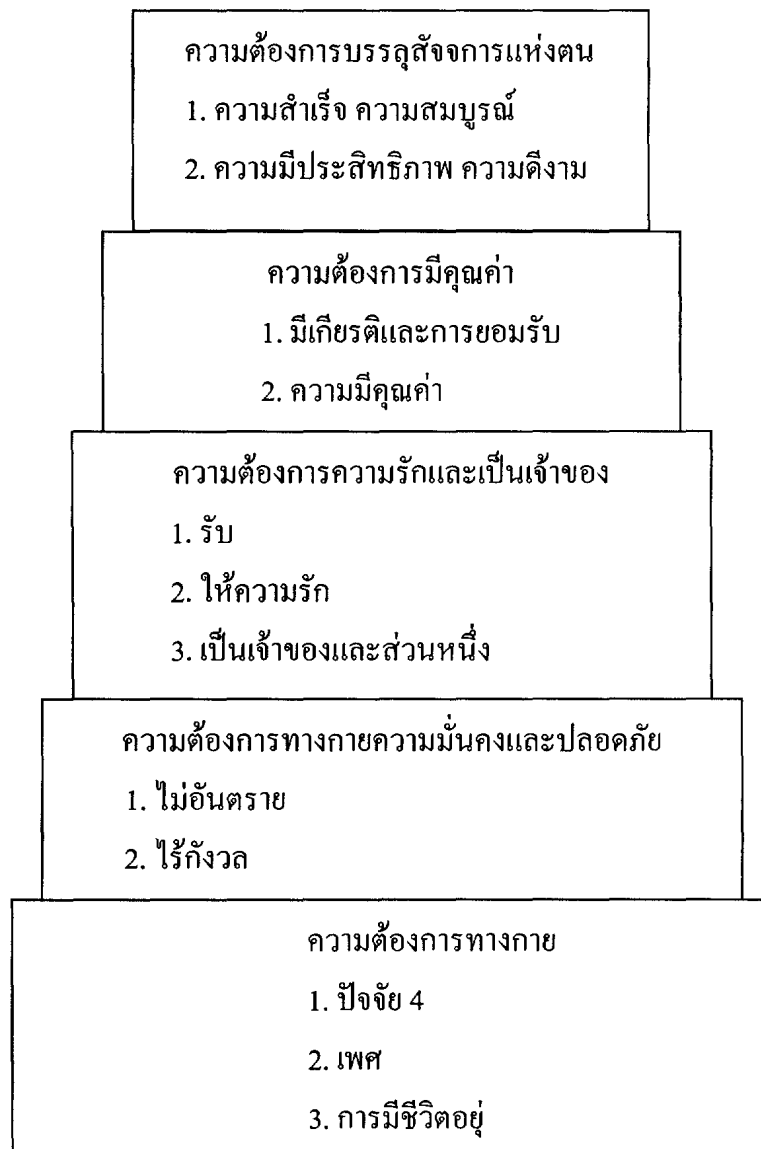 ความต้องการบรรลุสัจจการแห่งตน
1. ความสำเร็จ ความสมบูรณ์
2. ความมีประสิทธิภาพ ความดีงาม
ความต้องการมีคุณค่า
1. มีเกียรติและการยอมรับ
2. ความมีคุณค่า
ความต้องการความรักและเป็นเจ้าของ
1. รับ
2. ให้ความรัก
3. เป็นเจ้าของและส่วนหนึ่ง
ความต้องการทางกายความมั่นคงและปลอดภัย
1. ไม่อันตราย
2. ไร้กังวล
ความต้องการทางกาย
1. ปัจจัย 4
2. เพศ
3. การมีชีวิตอยู่